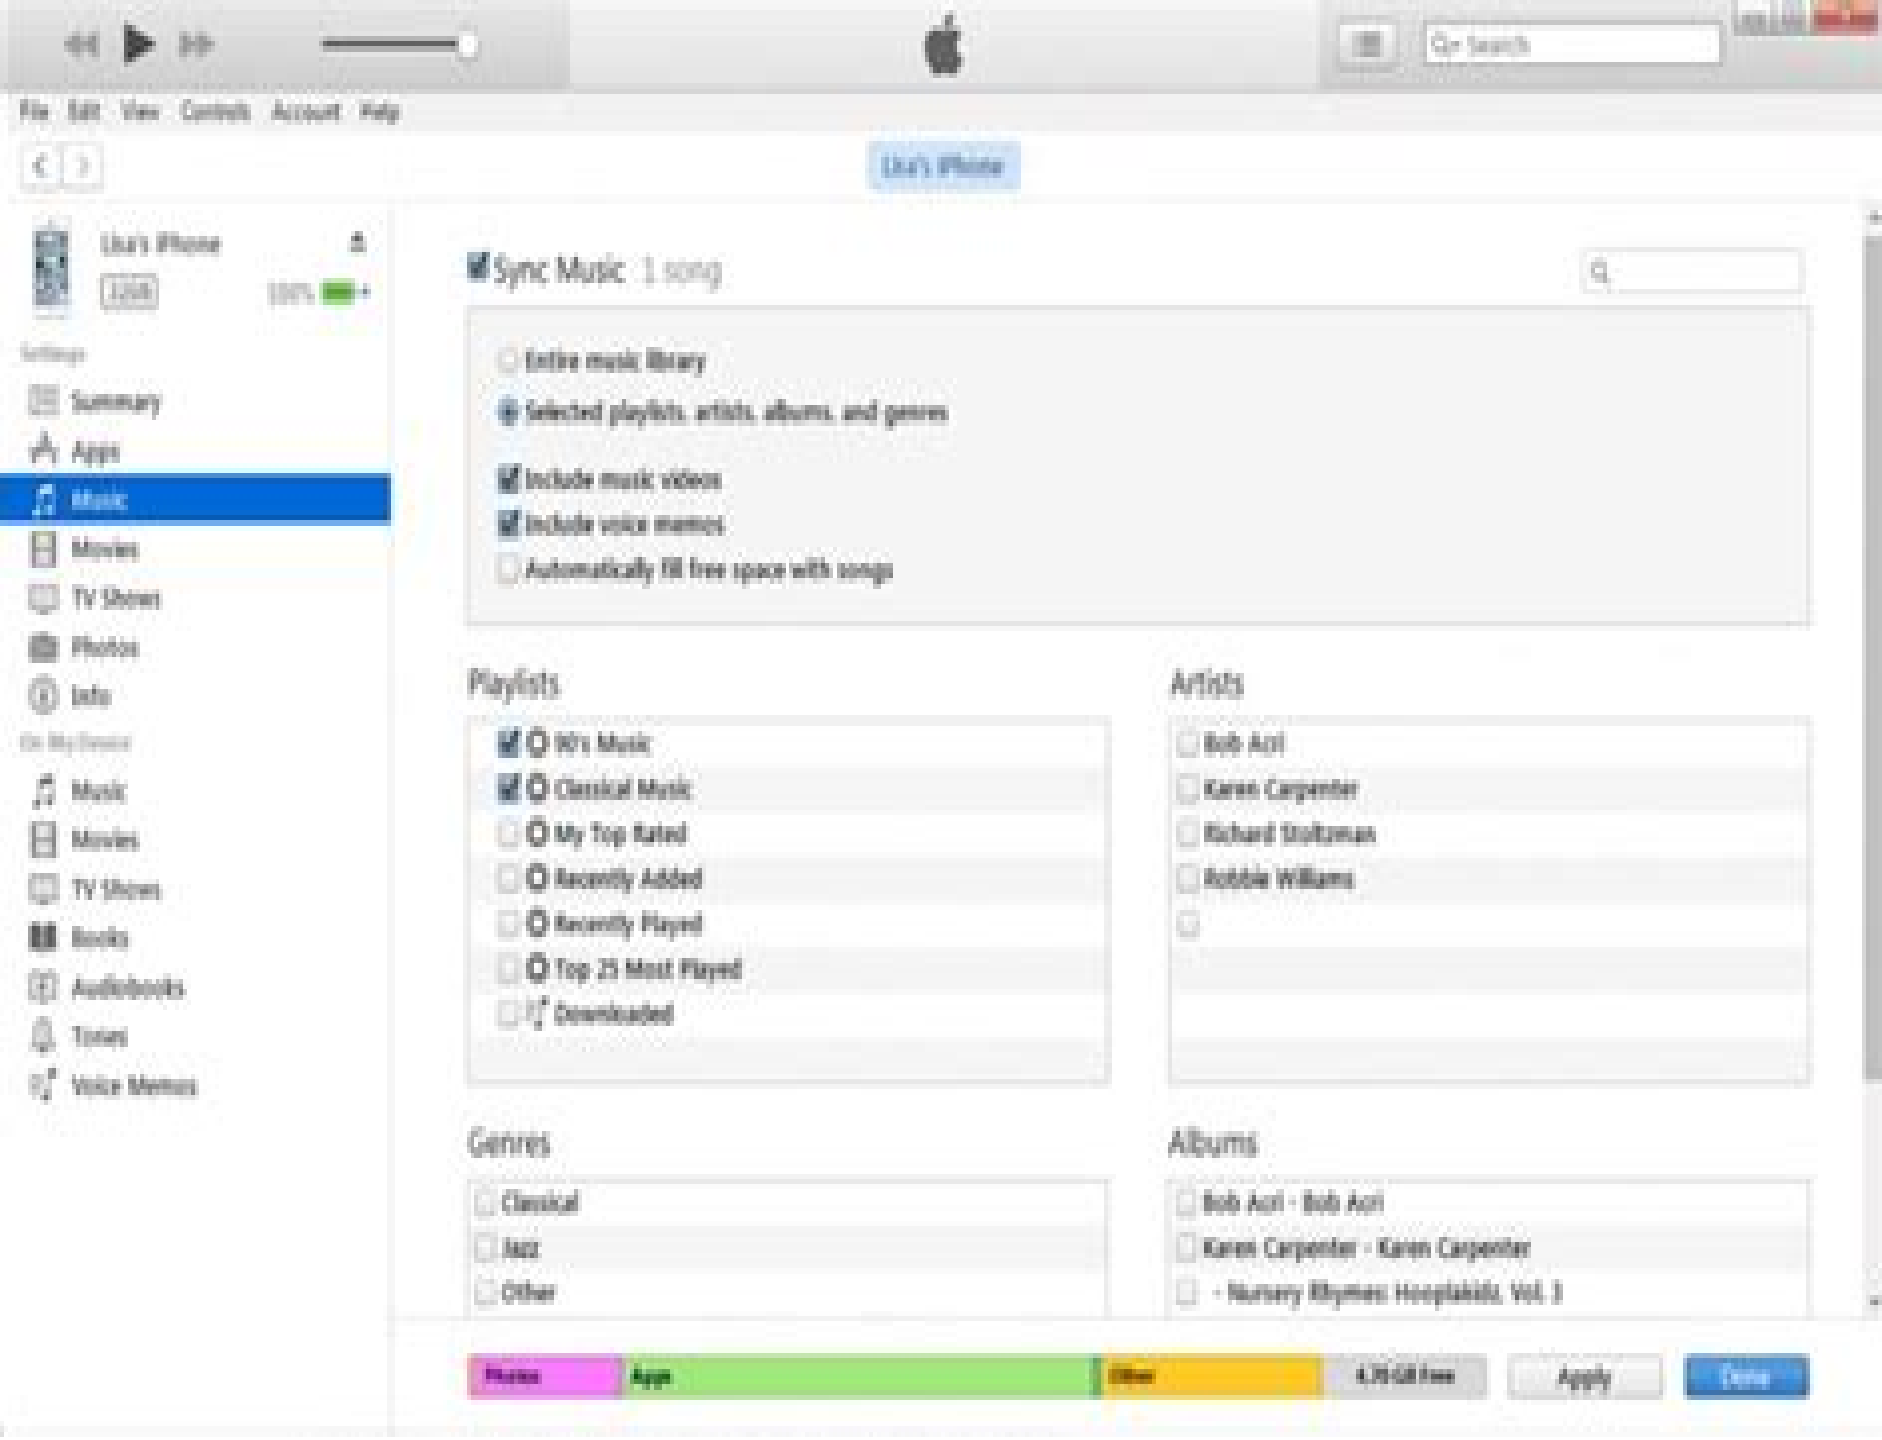 Search
File Edit View Controls Account Help
Lisa's iPhone
Lisa's iPhone
100%
Settings
Summary
Apps
Music
Movies
TV Shows
Photos
Info
On My Device
Music
Movies
TV Shows
Books
Audiobooks
Tones
Voice Memos
Sync Music 1 song
Entire music library
Selected playlists, artists, albums, and genres
Include music videos
Include voice memos
Automatically fill free space with songs
Playlists
90's Music
Classical Music
My Top Rated
Recently Added
Recently Played
Top 25 Most Played
Downloaded
Artists
Bob Acri
Karen Carpenter
Richard Stoltzman
Robbie Williams
Genres
Classical
Jazz
Other
Albums
Bob Acri - Bob Acri
Karen Carpenter - Karen Carpenter
- Nursery Rhymes Hooplakidz, Vol. 3
Photos Apps Other GB Free Apply Done